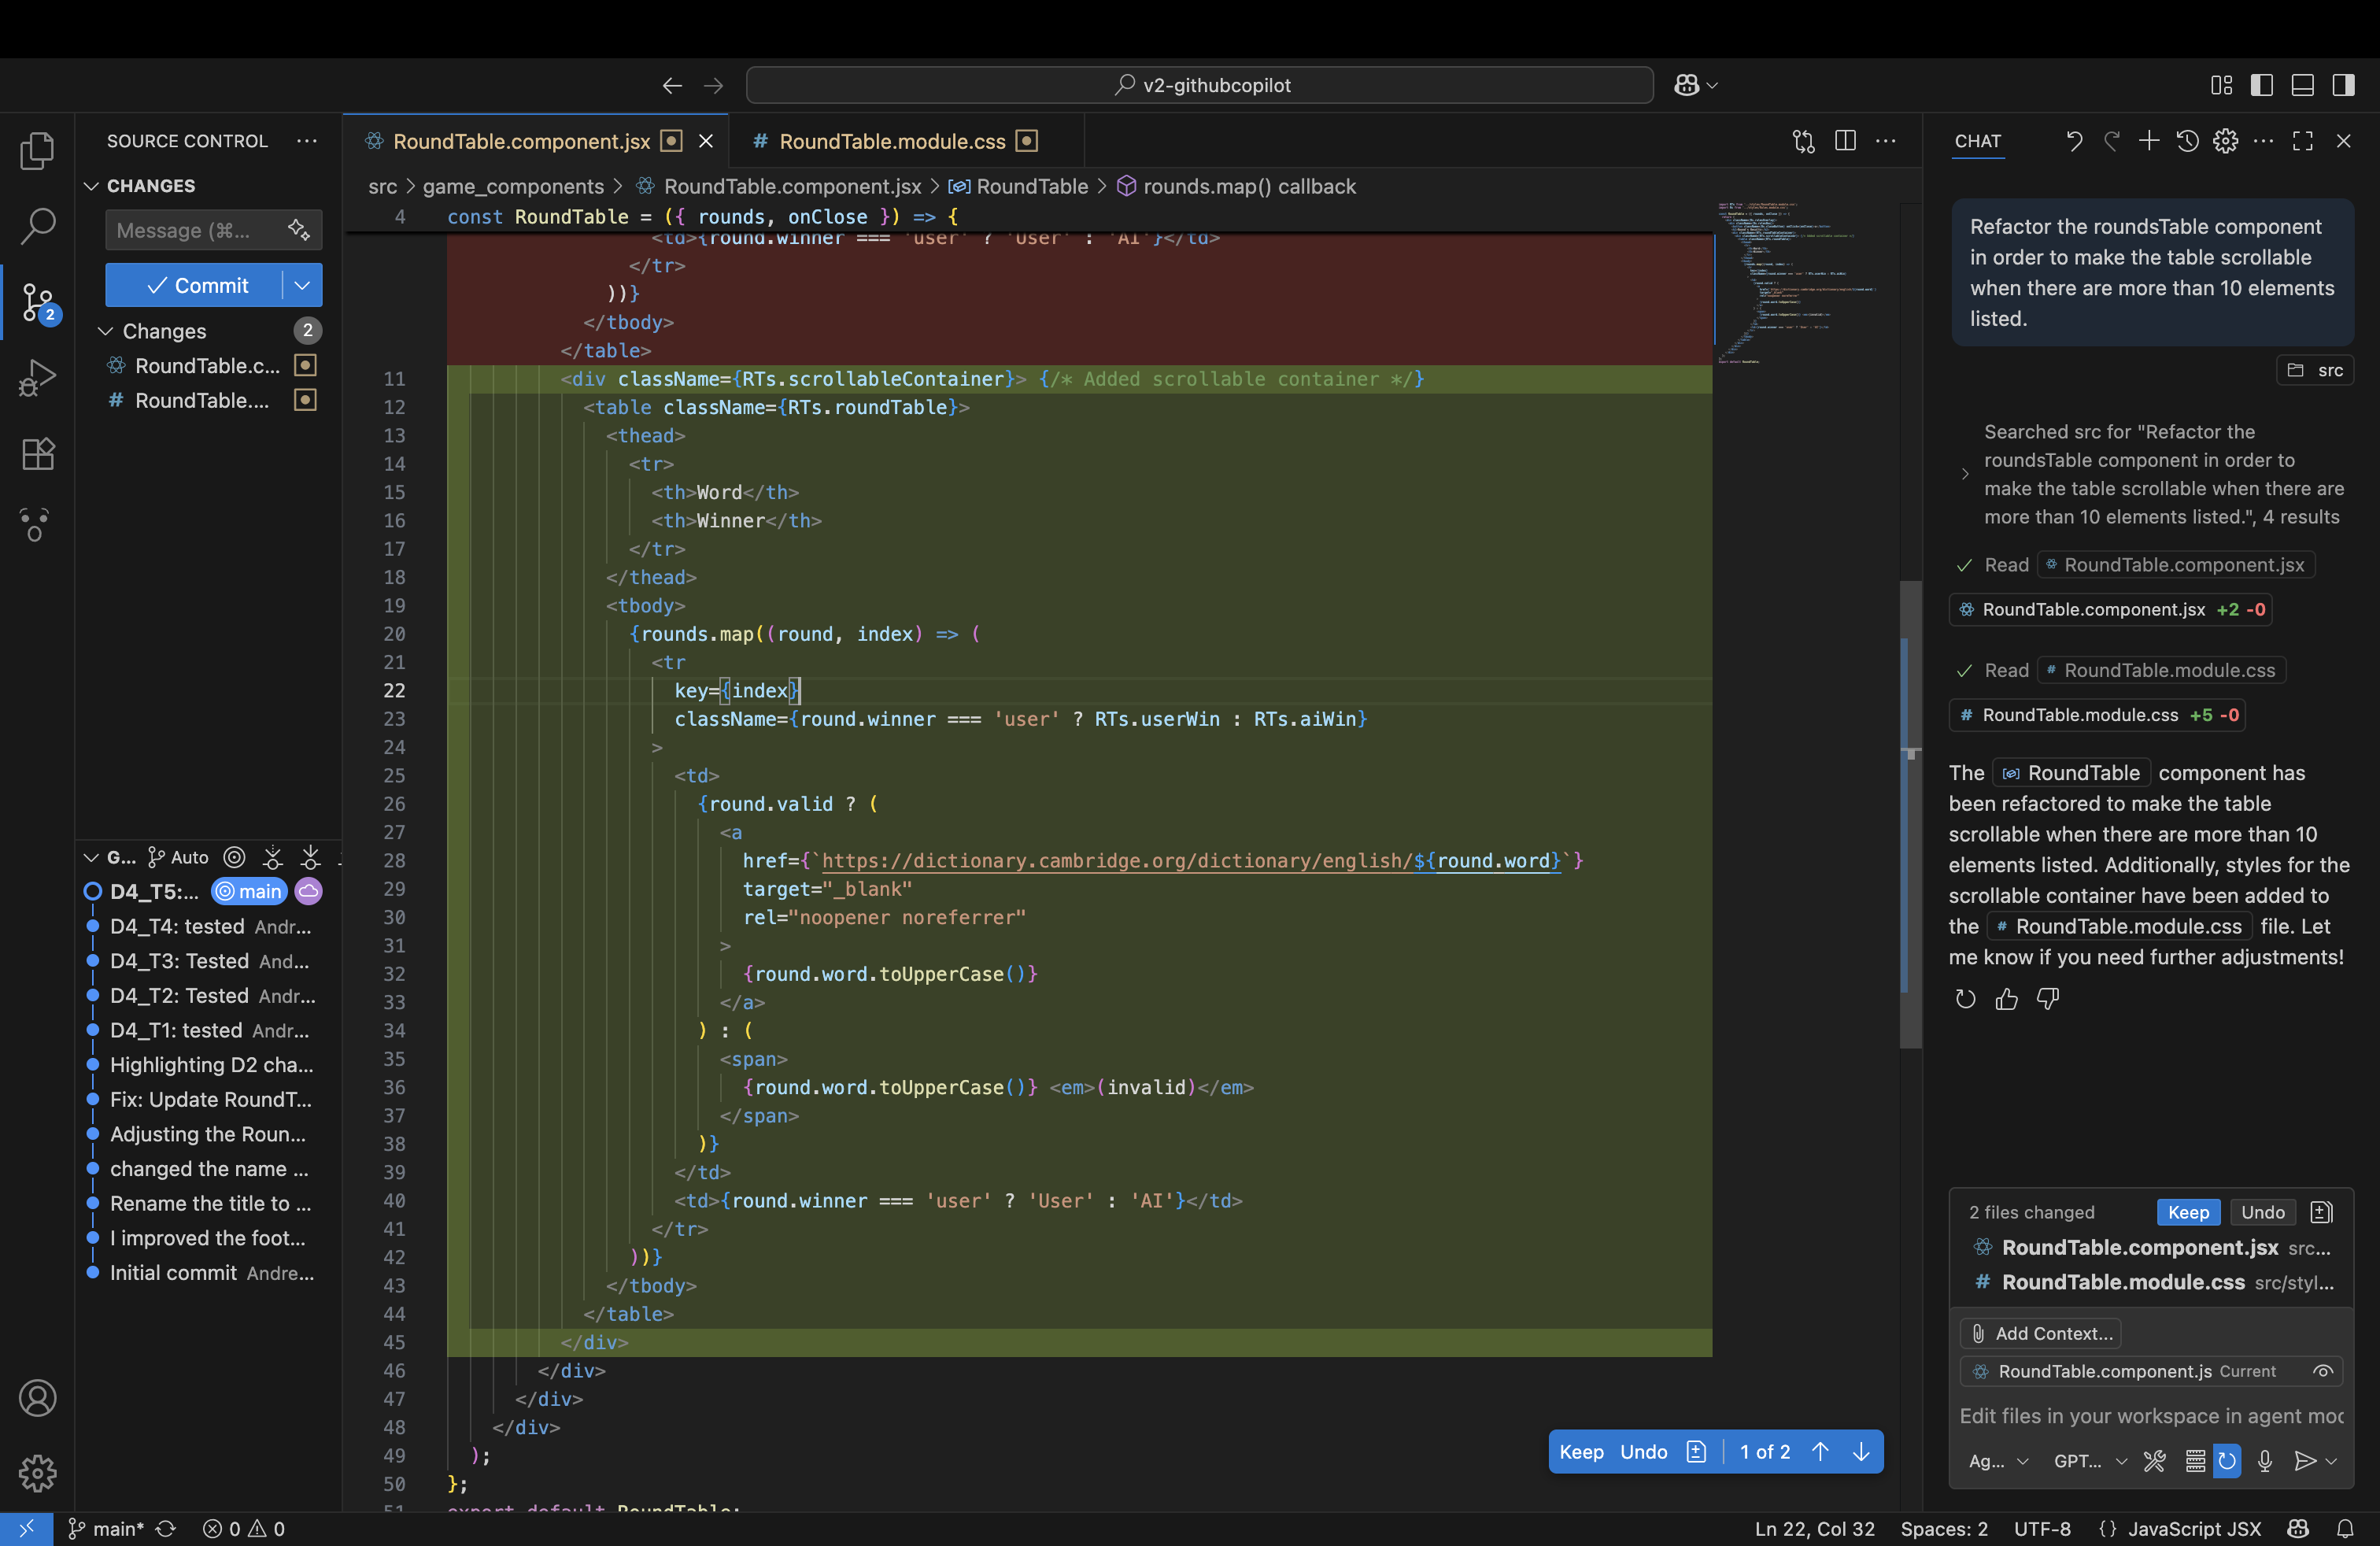 v2-githubcopilot
SOURCE CONTROL
CHANGES
Message (⌘...
Commit
Changes
2
RoundTable.c...
RoundTable....
2
G... Auto
D4_T5:... main
D4_T4: tested Andr...
D4_T3: Tested And...
D4_T2: Tested Andr...
D4_T1: tested Andr...
Highlighting D2 cha...
Fix: Update RoundT...
Adjusting the Roun...
changed the name ...
Rename the title to ...
I improved the foot...
Initial commit Andre...
RoundTable.component.jsx
# RoundTable.module.css
src > game_components > RoundTable.component.jsx > RoundTable > rounds.map() callback
4 const RoundTable = ({ rounds, onClose }) => {
<td>{round.winner === 'user' ? 'User' : 'AI'}</td>
</tr>
))}
</tbody>
</table>
11 <div className={RTs.scrollableContainer}> {/* Added scrollable container */}
12 <table className={RTs.roundTable}>
13 <thead>
14 <tr>
15 <th>Word</th>
16 <th>Winner</th>
17 </tr>
18 </thead>
19 <tbody>
20 {rounds.map((round, index) => (
21 <tr
22 key={index}
23 className={round.winner === 'user' ? RTs.userWin : RTs.aiWin}
24 >
25 <td>
26 {round.valid ? (
27 <a
28 href={`https://dictionary.cambridge.org/dictionary/english/${round.word}`}
29 target="_blank"
30 rel="noopener noreferrer"
31 >
32 {round.word.toUpperCase()}
33 </a>
34 ) : (
35 <span>
36 {round.word.toUpperCase()} <em>(invalid)</em>
37 </span>
38 )}
39 </td>
40 <td>{round.winner === 'user' ? 'User' : 'AI'}</td>
41 </tr>
42 ))}
43 </tbody>
44 </table>
45 </div>
46 </div>
47 </div>
48 </div>
49 );
50 };
51 export default RoundTable;
Keep Undo 1 of 2
CHAT
Refactor the roundsTable component
in order to make the table scrollable
when there are more than 10 elements
listed.
src
Searched src for "Refactor the
roundsTable component in order to
make the table scrollable when there are
more than 10 elements listed.", 4 results
Read RoundTable.component.jsx
RoundTable.component.jsx +2 -0
Read # RoundTable.module.css
# RoundTable.module.css +5 -0
The RoundTable component has
been refactored to make the table
scrollable when there are more than 10
elements listed. Additionally, styles for the
scrollable container have been added to
the # RoundTable.module.css file. Let
me know if you need further adjustments!
2 files changed Keep Undo
RoundTable.component.jsx src...
# RoundTable.module.css src/styl...
Add Context...
RoundTable.component.js Current
Edit files in your workspace in agent mod
Ag... GPT...
main* 0 0
Ln 22, Col 32 Spaces: 2 UTF-8 {} JavaScript JSX